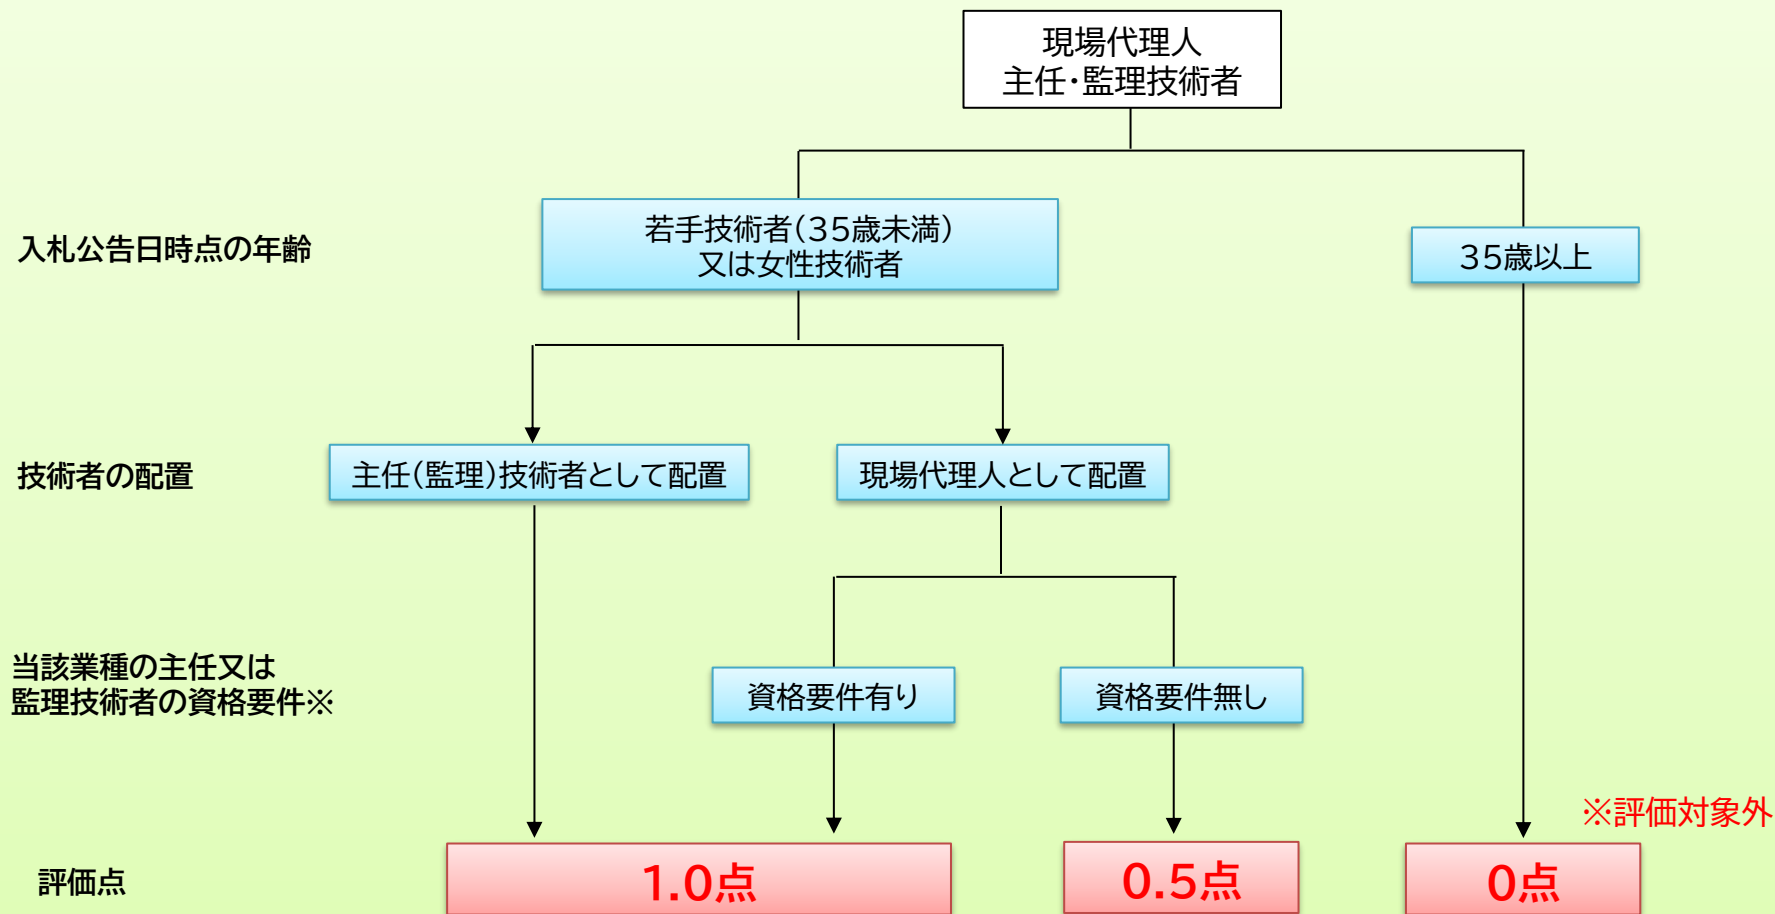 現場代理人
主任・監理技術者
入札公告日時点の年齢
若手技術者（35歳未満）
又は女性技術者
35歳以上
技術者の配置
主任（監理）技術者として配置
現場代理人として配置
当該業種の主任又は
監理技術者の資格要件※
資格要件有り
資格要件無し
※評価対象外
評価点
1.0点
0.5点
0点